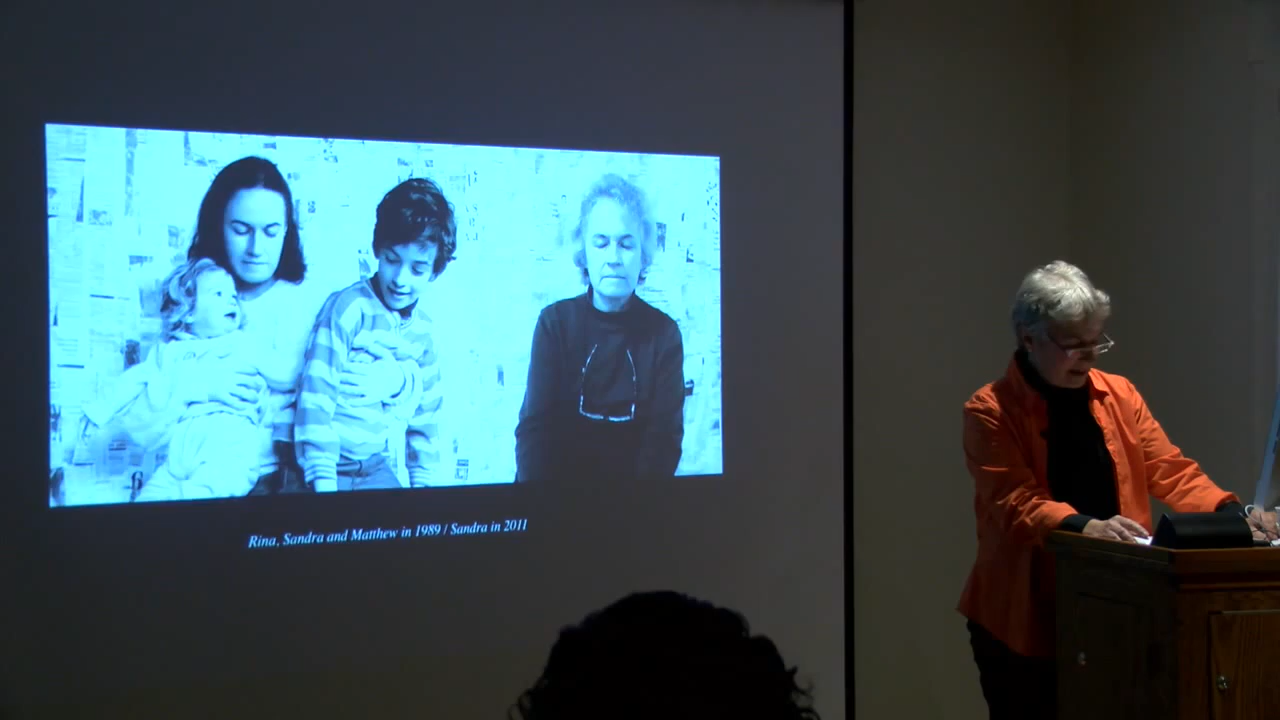 Rina, Sandra and Matthew in 1989 / Sandra in 2011